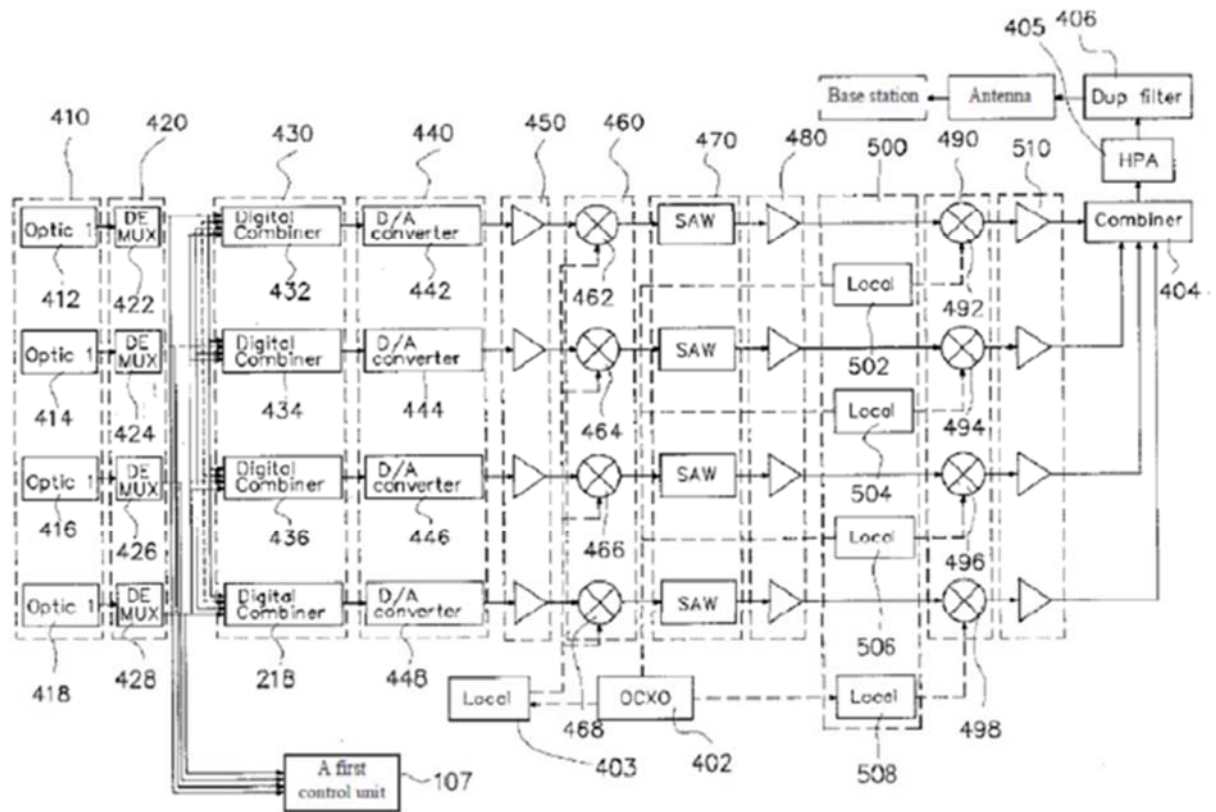 406
405
Base station
Antenna
Dup filter
410
420
430
440
450
460
470
480
500
490
510
HPA
Optic 1
DE
MUX
Digital
Combiner
D/A
converter
SAW
Combiner
412
422
432
442
462
Local
492
404
502
Optic 1
DE
MUX
Digital
Combiner
D/A
converter
SAW
414
424
434
444
464
Local
494
504
Optic 1
DE
MUX
Digital
Combiner
D/A
converter
SAW
416
426
436
446
466
Local
496
506
Optic 1
DE
MUX
Digital
Combiner
D/A
converter
SAW
418
428
218
448
Local
468
OCXO
Local
498
403
402
508
A first
control unit
107